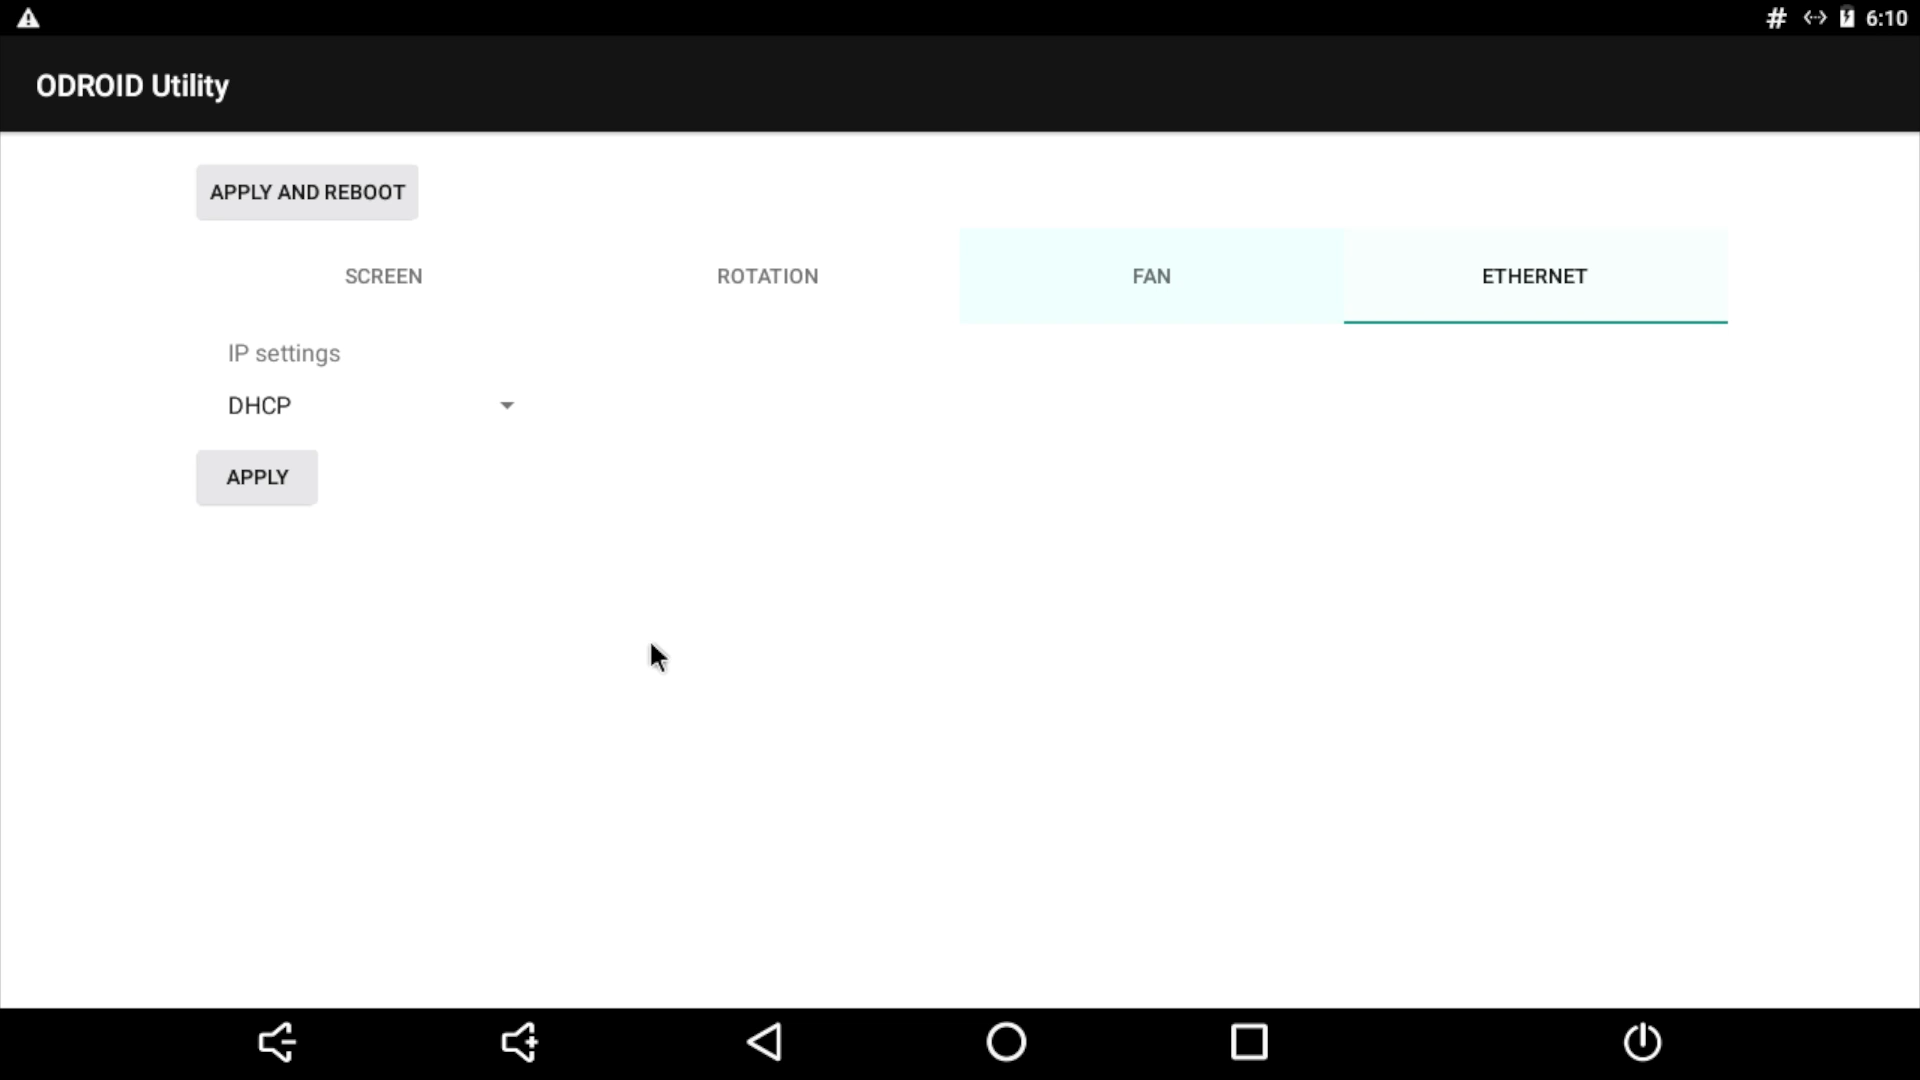 # 6:10
ODROID Utility
APPLY AND REBOOT
SCREEN ROTATION FAN ETHERNET
IP settings
DHCP
APPLY